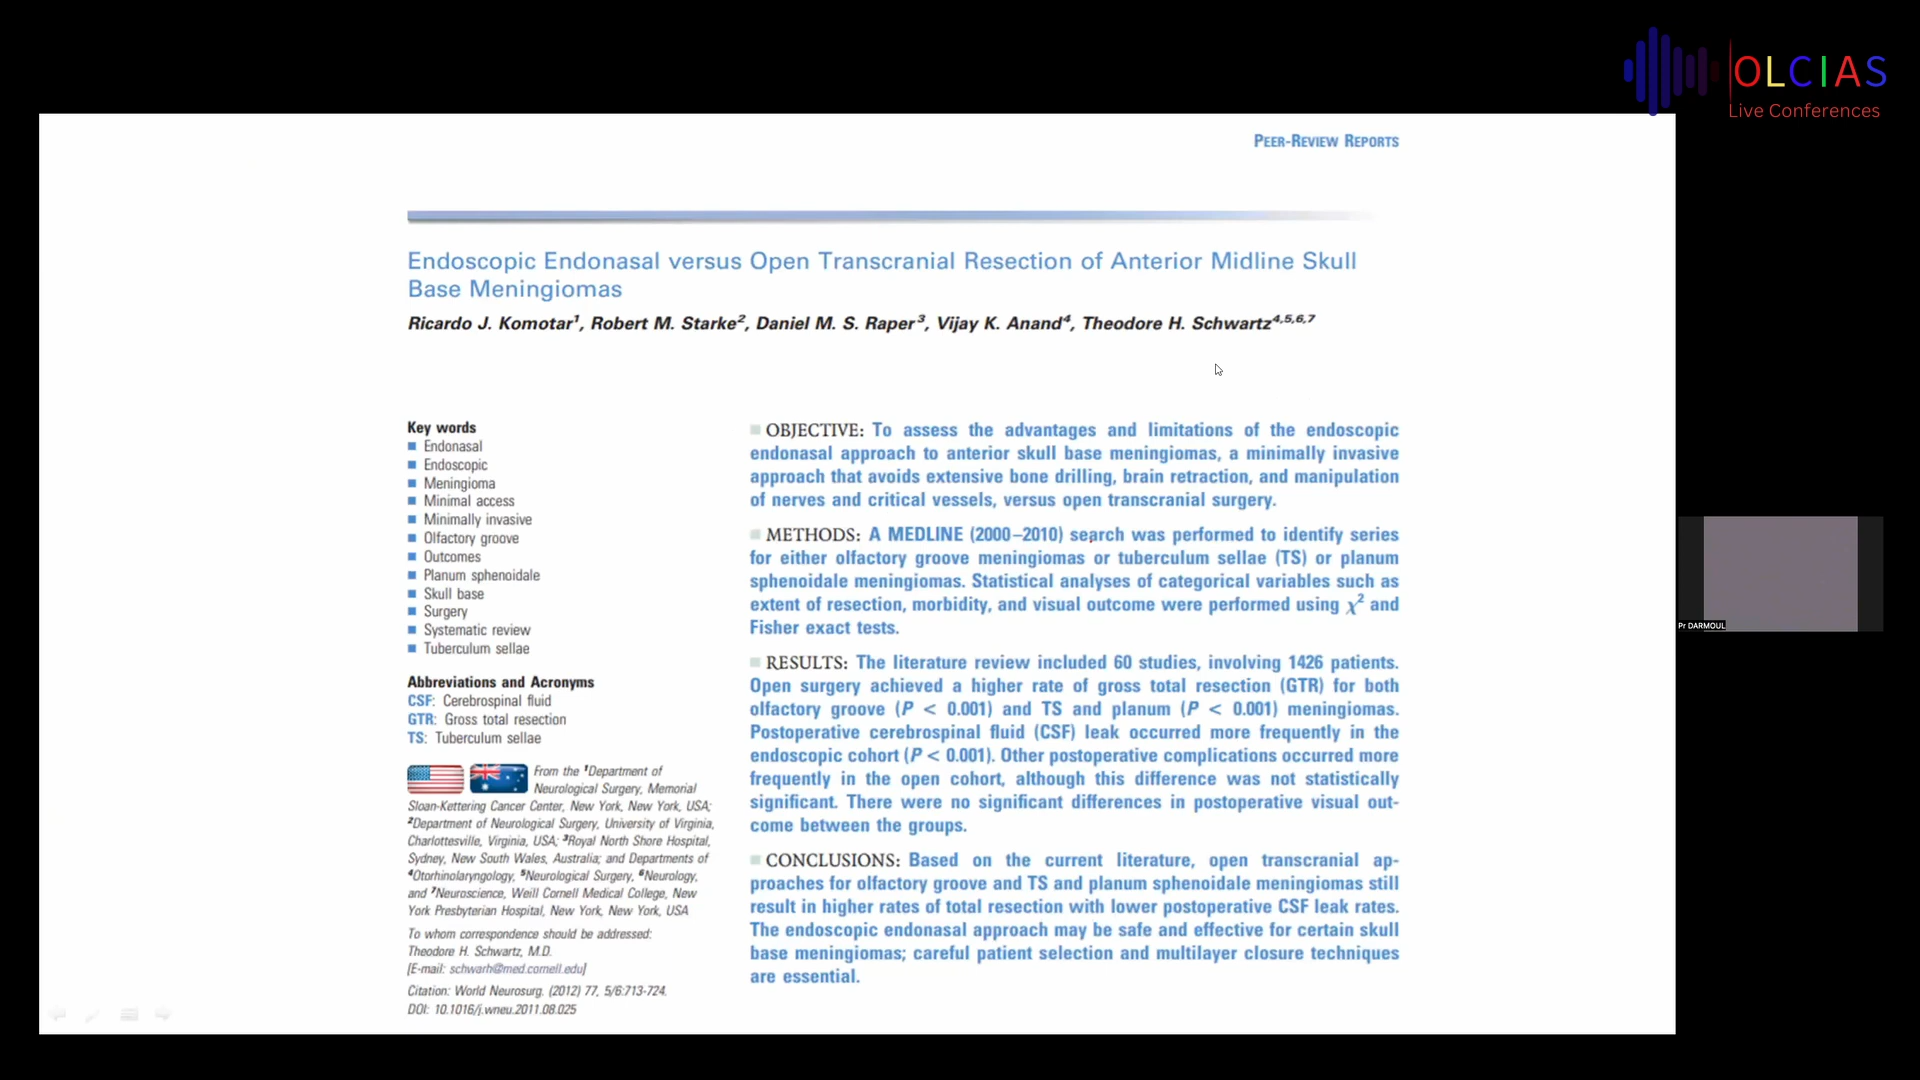 OLCIAS
Live Conferences
PEER-REVIEW REPORTS
Endoscopic Endonasal versus Open Transcranial Resection of Anterior Midline Skull
Base Meningiomas
Ricardo J. Komotar1, Robert M. Starke2, Daniel M. S. Raper3, Vijay K. Anand4, Theodore H. Schwartz4,5,6,7
Key words
■ Endonasal
■ Endoscopic
■ Meningioma
■ Minimal access
■ Minimally invasive
■ Olfactory groove
■ Outcomes
■ Planum sphenoidale
■ Skull base
■ Surgery
■ Systematic review
■ Tuberculum sellae
Abbreviations and Acronyms
CSF: Cerebrospinal fluid
GTR: Gross total resection
TS: Tuberculum sellae
From the 1Department of
Neurological Surgery, Memorial
Sloan-Kettering Cancer Center, New York, New York, USA;
2Department of Neurological Surgery, University of Virginia,
Charlottesville, Virginia, USA; 3Royal North Shore Hospital,
Sydney, New South Wales, Australia; and Departments of
4Otorhinolaryngology, 5Neurological Surgery, 6Neurology,
and 7Neuroscience, Weill Cornell Medical College, New
York Presbyterian Hospital, New York, New York, USA
To whom correspondence should be addressed:
Theodore H. Schwartz, M.D.
[E-mail: schwarh@med.cornell.edu]
Citation: World Neurosurg. (2012) 77, 5/6:713-724.
DOI: 10.1016/j.wneu.2011.08.025
■ OBJECTIVE: To assess the advantages and limitations of the endoscopic
endonasal approach to anterior skull base meningiomas, a minimally invasive
approach that avoids extensive bone drilling, brain retraction, and manipulation
of nerves and critical vessels, versus open transcranial surgery.
■ METHODS: A MEDLINE (2000–2010) search was performed to identify series
for either olfactory groove meningiomas or tuberculum sellae (TS) or planum
sphenoidale meningiomas. Statistical analyses of categorical variables such as
extent of resection, morbidity, and visual outcome were performed using χ2 and
Fisher exact tests.
■ RESULTS: The literature review included 60 studies, involving 1426 patients.
Open surgery achieved a higher rate of gross total resection (GTR) for both
olfactory groove (P < 0.001) and TS and planum (P < 0.001) meningiomas.
Postoperative cerebrospinal fluid (CSF) leak occurred more frequently in the
endoscopic cohort (P < 0.001). Other postoperative complications occurred more
frequently in the open cohort, although this difference was not statistically
significant. There were no significant differences in postoperative visual out-
come between the groups.
■ CONCLUSIONS: Based on the current literature, open transcranial ap-
proaches for olfactory groove and TS and planum sphenoidale meningiomas still
result in higher rates of total resection with lower postoperative CSF leak rates.
The endoscopic endonasal approach may be safe and effective for certain skull
base meningiomas; careful patient selection and multilayer closure techniques
are essential.
Pr DARMOUL